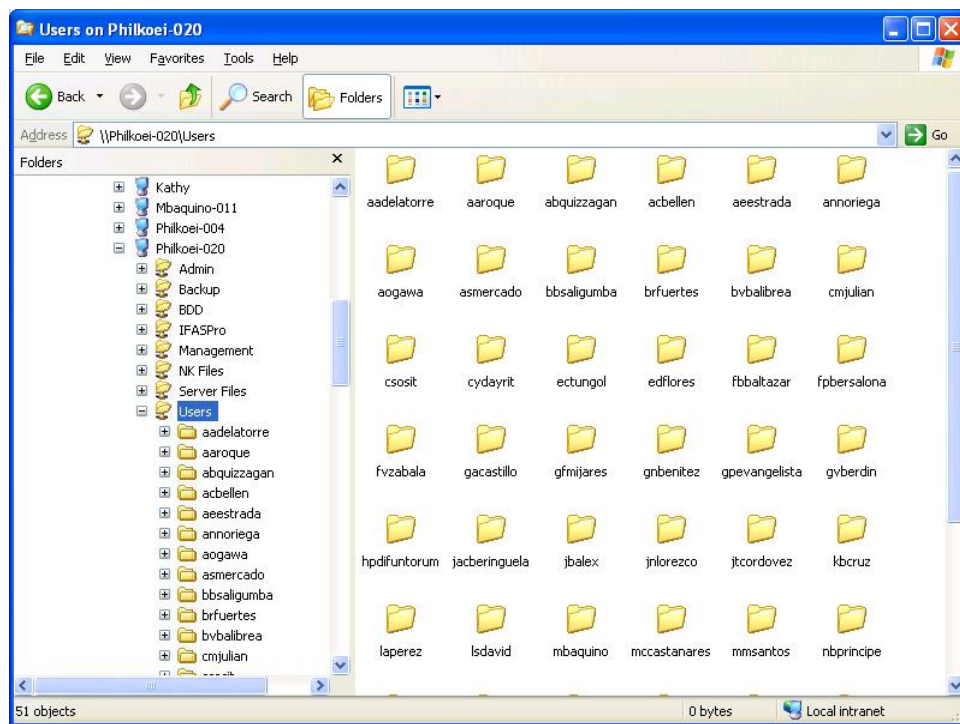 Users on Philkoei-020
File Edit View Favorites Tools Help
Back Search Folders
Address \\Philkoei-020\Users Go
Folders
Kathy
Mbaquino-011
Philkoei-004
Philkoei-020
Admin
Backup
BDD
IFASPro
Management
NK Files
Server Files
Users
aadelatorre
aaroque
abquizzagan
acbellen
aeestrada
annoriega
aogawa
asmercado
bbsaligumba
brfuertes
bvbalibrea
cmjulian
aadelatorre aaroque abquizzagan acbellen aeestrada annoriega
aogawa asmercado bbsaligumba brfuertes bvbalibrea cmjulian
csosit cydayrit ectungol edflores fbbaltazar fpbersalona
fvzabala gacastillo gfmijares gnbenitez gpevangelista gvberdin
hpdifuntorum jacberinguela jbalex jnlorezco jtcordovez kbcruz
laperez lsdavid mbaquino mccastanares mmsantos nbprincipe
51 objects 0 bytes Local intranet